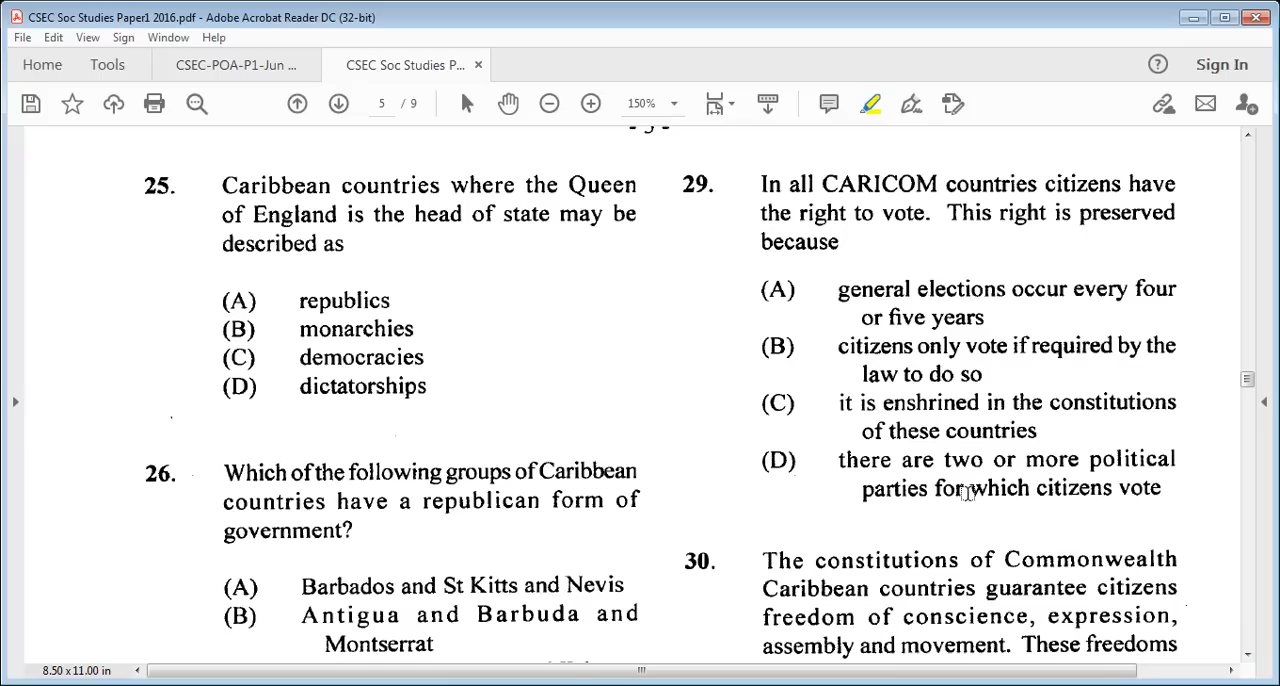 CSEC Soc Studies Paper1 2016.pdf - Adobe Acrobat Reader DC (32-bit)
File Edit View Sign Window Help
Home Tools CSEC-POA-P1-Jun ... CSEC Soc Studies P... × ? Sign In
5 / 9 150%
25. Caribbean countries where the Queen
of England is the head of state may be
described as
(A) republics
(B) monarchies
(C) democracies
(D) dictatorships
26. Which of the following groups of Caribbean
countries have a republican form of
government?
(A) Barbados and St Kitts and Nevis
(B) Antigua and Barbuda and
Montserrat
29. In all CARICOM countries citizens have
the right to vote. This right is preserved
because
(A) general elections occur every four
or five years
(B) citizens only vote if required by the
law to do so
(C) it is enshrined in the constitutions
of these countries
(D) there are two or more political
parties for which citizens vote
30. The constitutions of Commonwealth
Caribbean countries guarantee citizens
freedom of conscience, expression,
assembly and movement. These freedoms
8.50 x 11.00 in